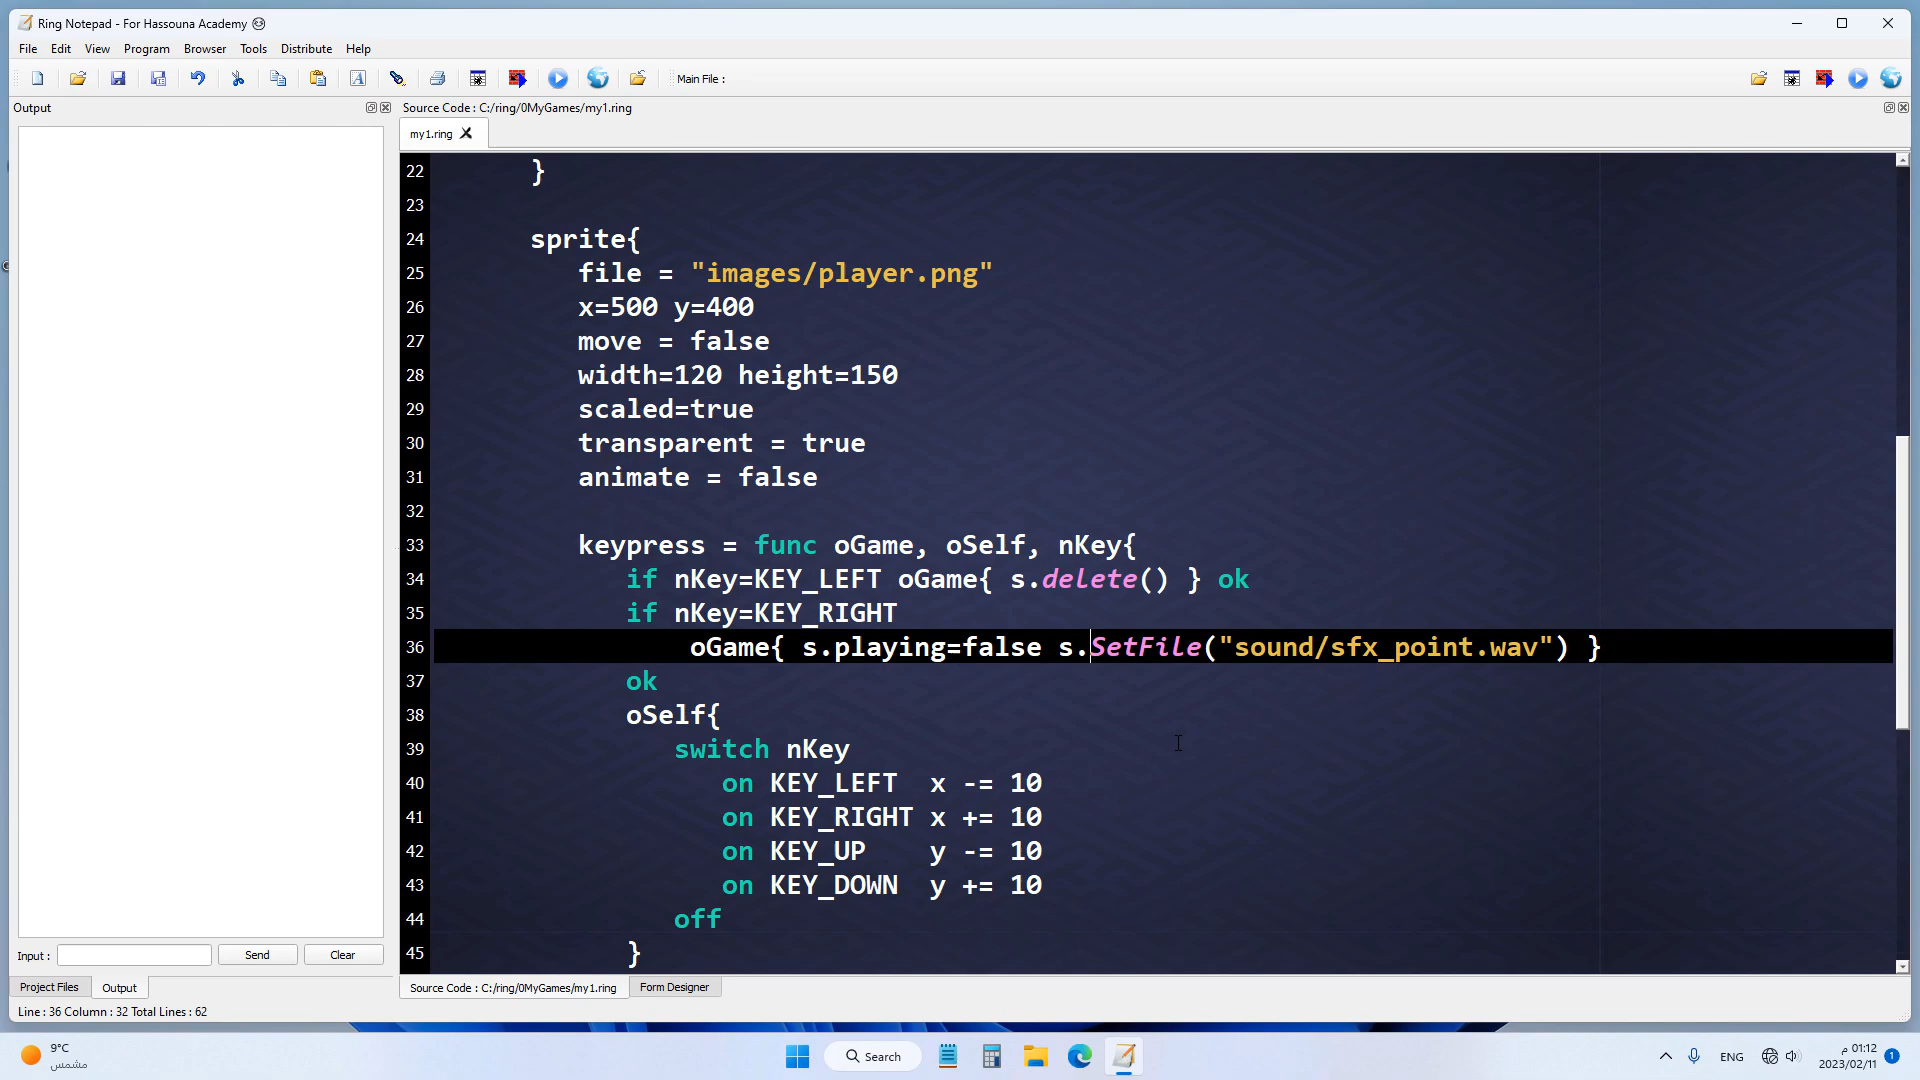 Ring Notepad - For Hassouna Academy
File Edit View Program Browser Tools Distribute Help
Main File :
Output
Source Code : C:/ring/0MyGames/my1.ring
my1.ring
22 }
23
24 sprite{
25 file = "images/player.png"
26 x=500 y=400
27 move = false
28 width=120 height=150
29 scaled=true
30 transparent = true
31 animate = false
32
33 keypress = func oGame, oSelf, nKey{
34 if nKey=KEY_LEFT oGame{ s.delete() } ok
35 if nKey=KEY_RIGHT
36 oGame{ s.playing=false s.SetFile("sound/sfx_point.wav") }
37 ok
38 oSelf{
39 switch nKey
40 on KEY_LEFT x -= 10
41 on KEY_RIGHT x += 10
42 on KEY_UP y -= 10
43 on KEY_DOWN y += 10
44 off
45 }
Input : Send Clear
Project Files Output
Source Code : C:/ring/0MyGames/my1.ring Form Designer
Line : 36 Column : 32 Total Lines : 62
9°C
مشمس
Search
ENG
01:12 م
2023/02/11
1